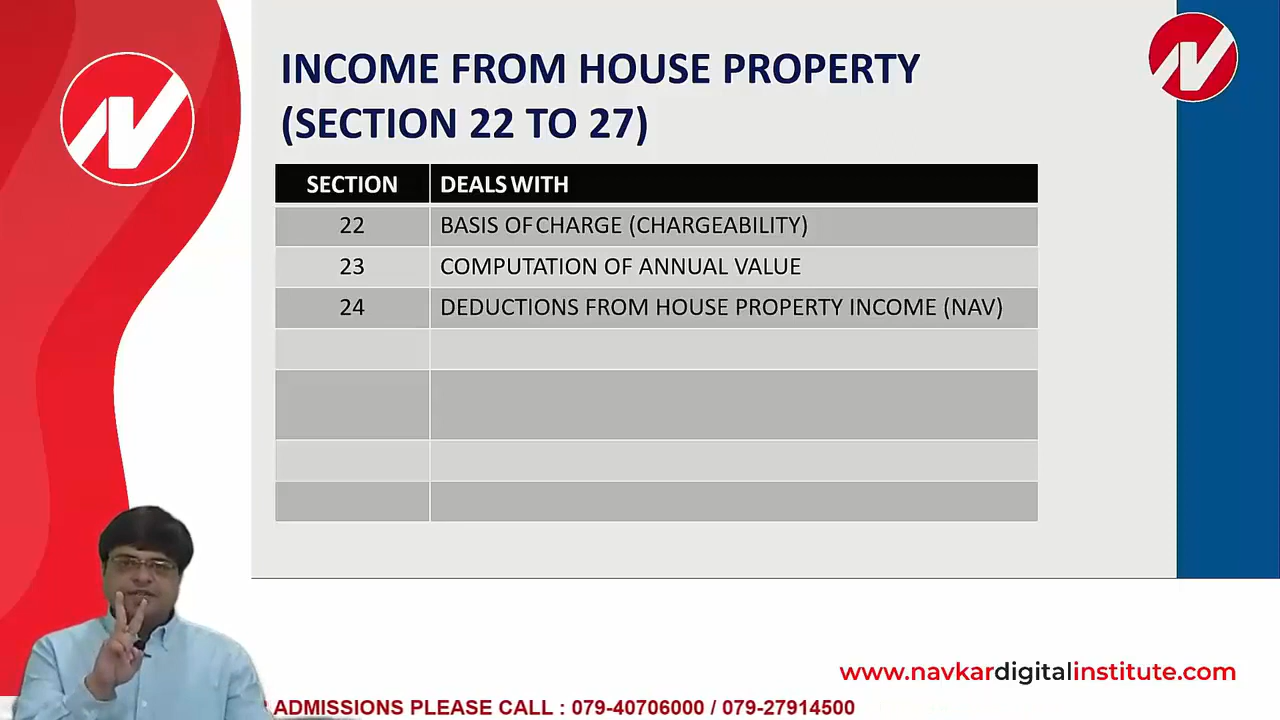 INCOME FROM HOUSE PROPERTY
(SECTION 22 TO 27)
SECTION DEALS WITH
22 BASIS OF CHARGE (CHARGEABILITY)
23 COMPUTATION OF ANNUAL VALUE
24 DEDUCTIONS FROM HOUSE PROPERTY INCOME (NAV)
www.navkardigitalinstitute.com
ADMISSIONS PLEASE CALL : 079-40706000 / 079-27914500